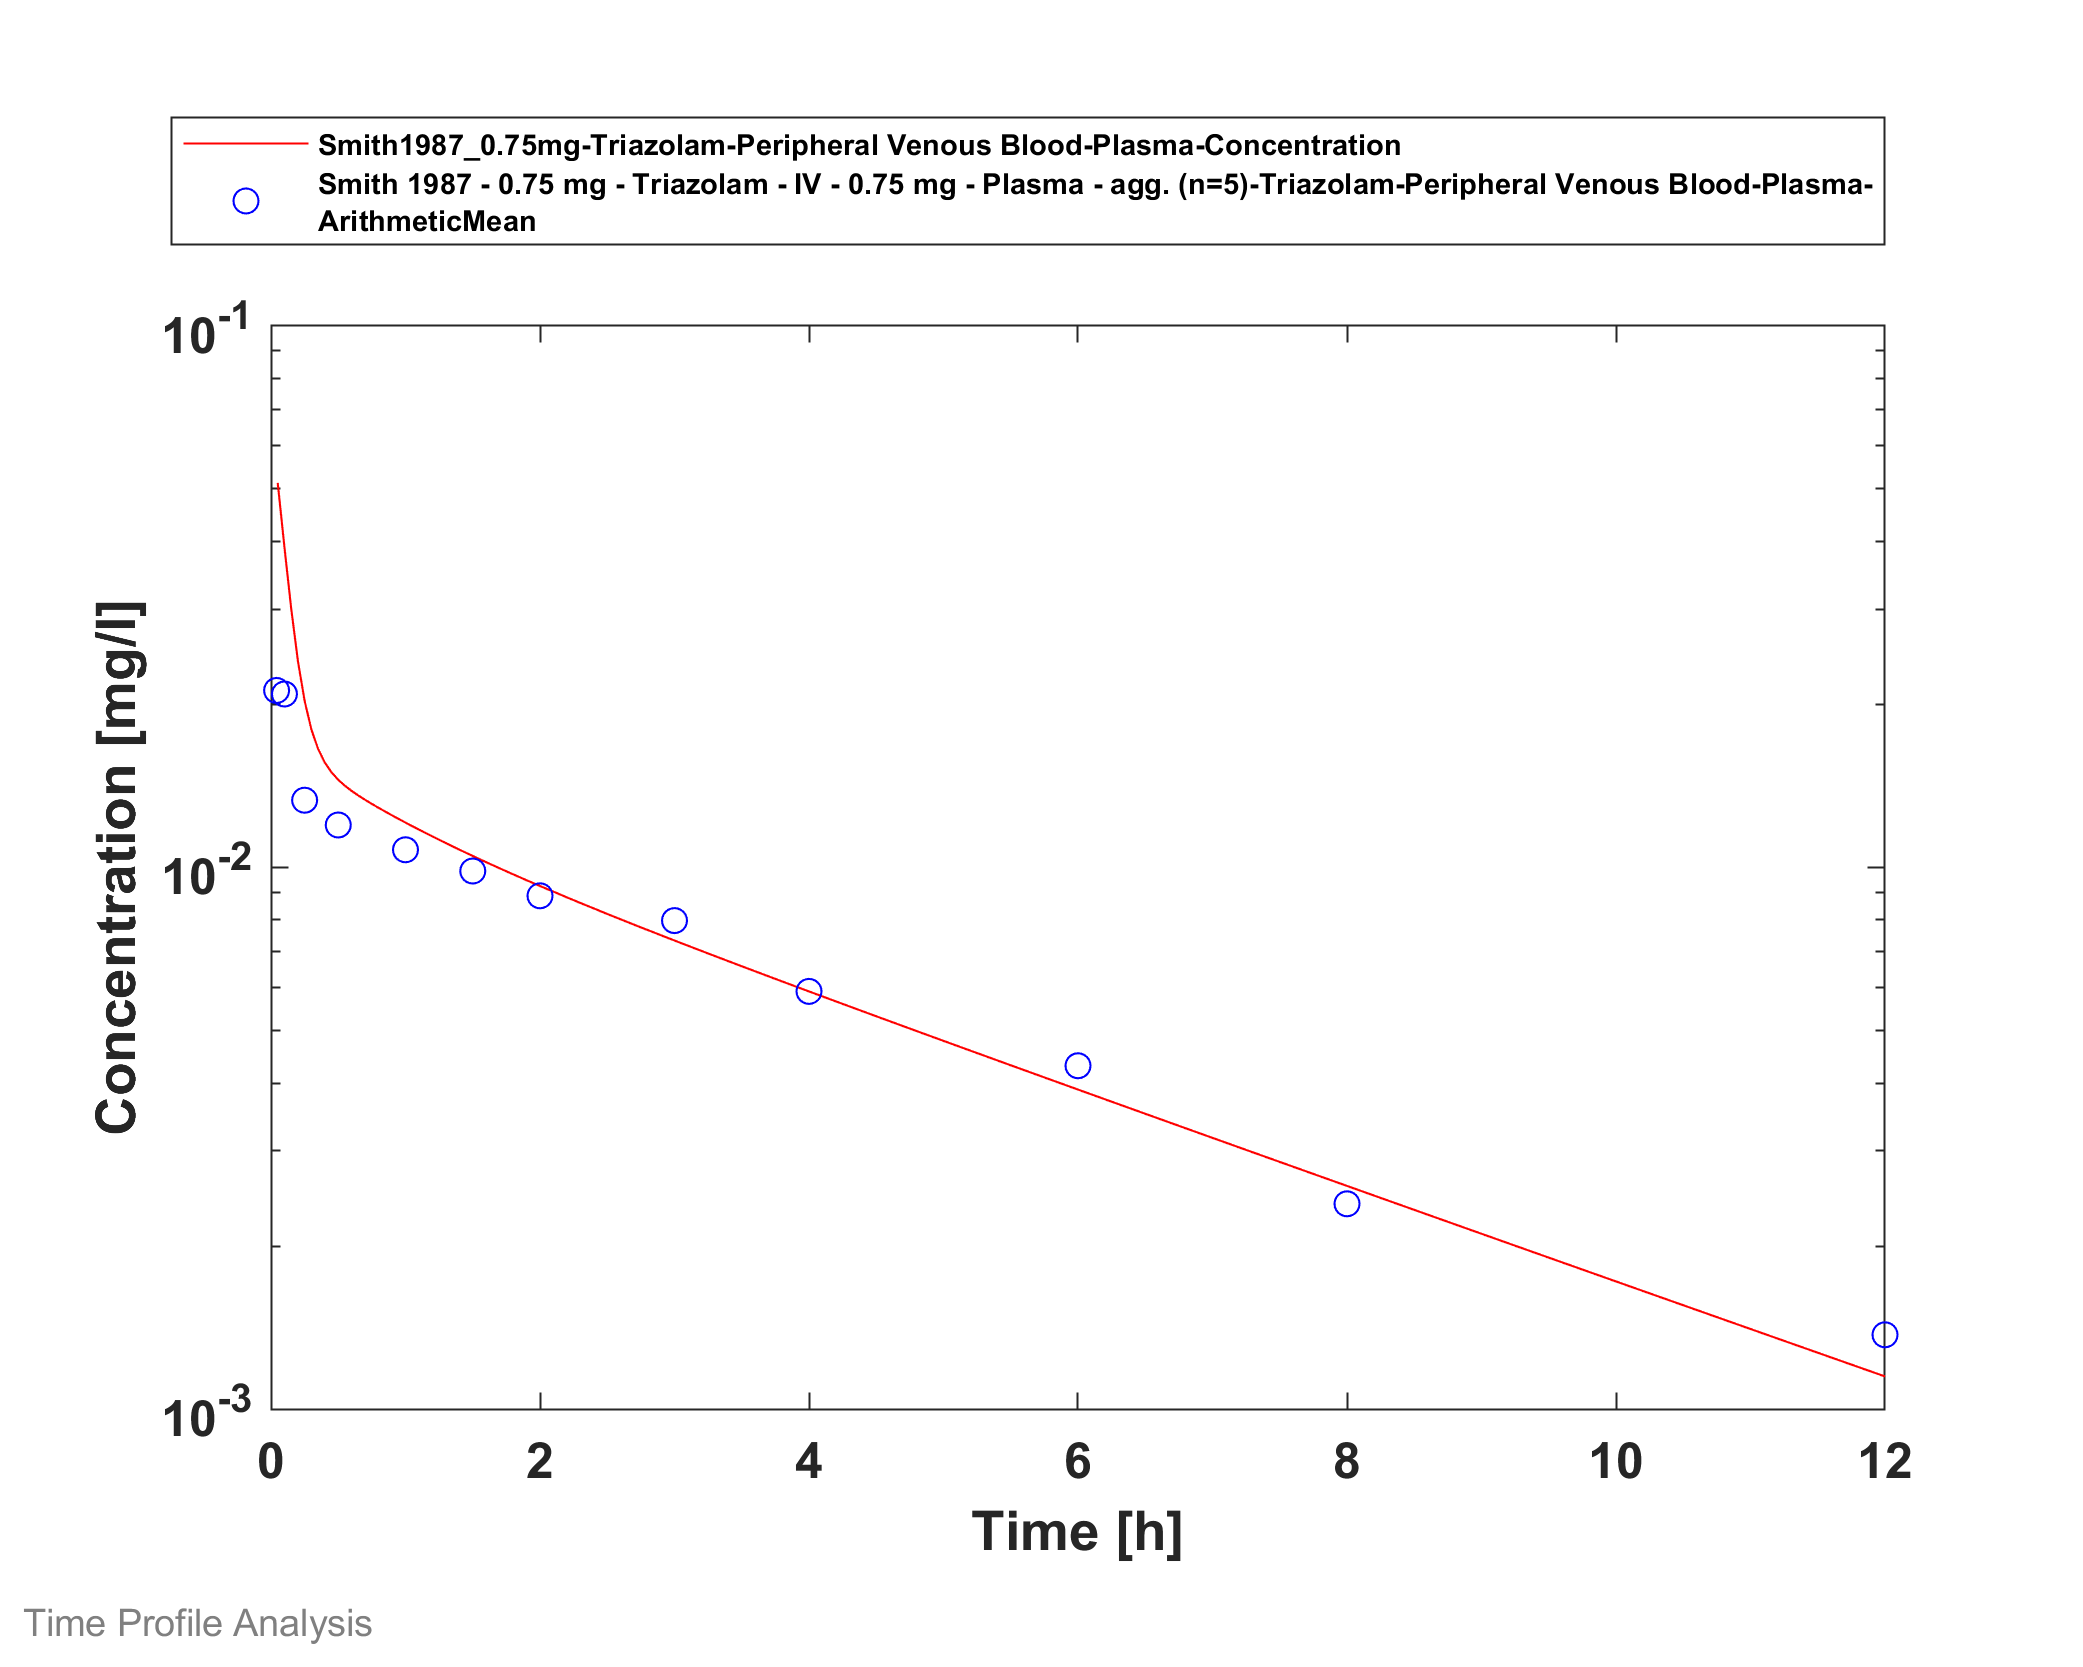 Smith1987_0.75mg-Triazolam-Peripheral Venous Blood-Plasma-Concentration
Smith 1987 - 0.75 mg - Triazolam - IV - 0.75 mg - Plasma - agg. (n=5)-Triazolam-Peripheral Venous Blood-Plasma-
ArithmeticMean
10-1
10-2
10-3
Concentration [mg/l]
0 2 4 6 8 10 12
Time [h]
Time Profile Analysis